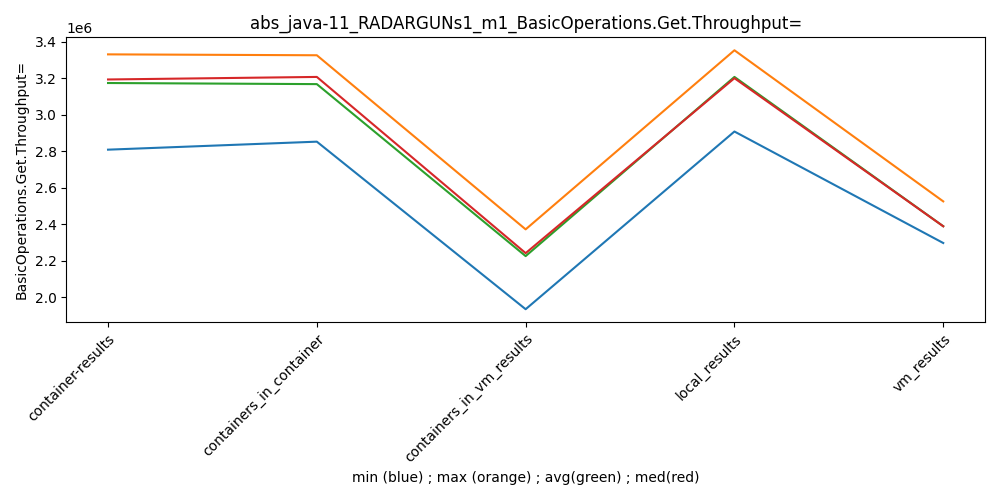 abs_java-11_RADARGUNs1_m1_BasicOperations.Get.Throughput=
1e6
3.4
3.2
3.0
2.8
2.6
2.4
2.2
2.0
BasicOperations.Get.Throughput=
container-results
containers_in_container
containers_in_vm_results
local_results
vm_results
min (blue) ; max (orange) ; avg(green) ; med(red)